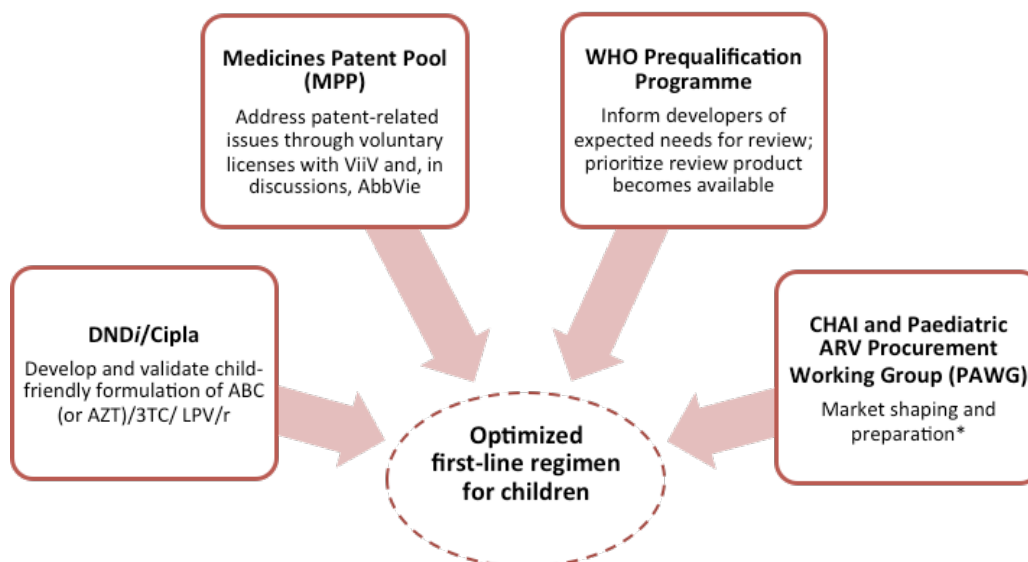 Medicines Patent Pool
(MPP)
Address patent-related
issues through voluntary
licenses with ViiV and, in
discussions, AbbVie
WHO Prequalification
Programme
Inform developers of
expected needs for review;
prioritize review product
becomes available
DNDi/Cipla
Develop and validate child-
friendly formulation of ABC
(or AZT)/3TC/ LPV/r
CHAI and Paediatric
ARV Procurement
Working Group (PAWG)
Market shaping and
preparation*
Optimized
first-line regimen
for children